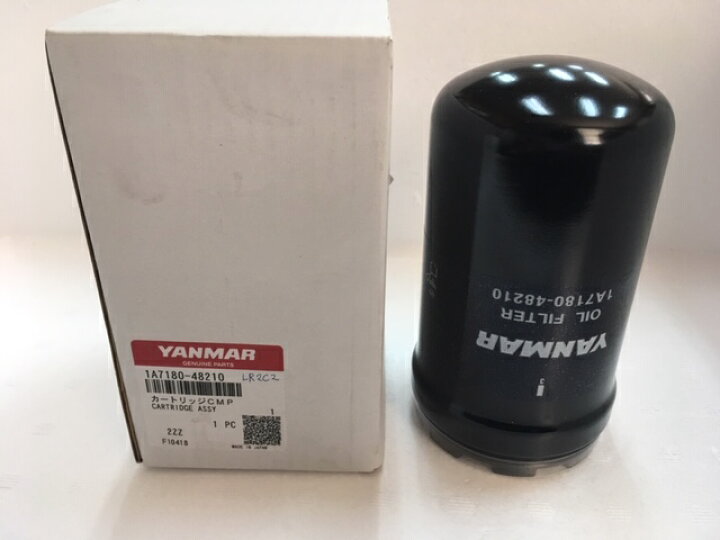 YANMAR
GENUINE PARTS
1A7180-48210
LR2C2
カートリッジCMP
CARTRIDGE ASSY
1
1 PC
2ZZ
F10418
MADE IN JAPAN
YANMAR
OIL FILTER
1A7180-48210